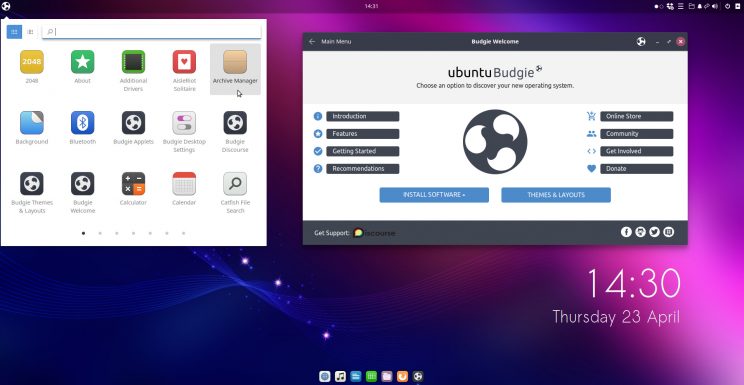 14:31
2048
About
Additional
Drivers
AisleRiot
Solitaire
Archive Manager
Background
Bluetooth
Budgie Applets
Budgie Desktop
Settings
Budgie
Discourse
Budgie Themes
& Layouts
Budgie
Welcome
Calculator
Calendar
Catfish File
Search
Main Menu
Budgie Welcome
ubuntu Budgie
Choose an option to discover your new operating system.
Introduction
Features
Getting Started
Recommendations
Online Store
Community
Get Involved
Donate
INSTALL SOFTWARE
THEMES & LAYOUTS
Get Support: Discourse
14:30
Thursday 23 April